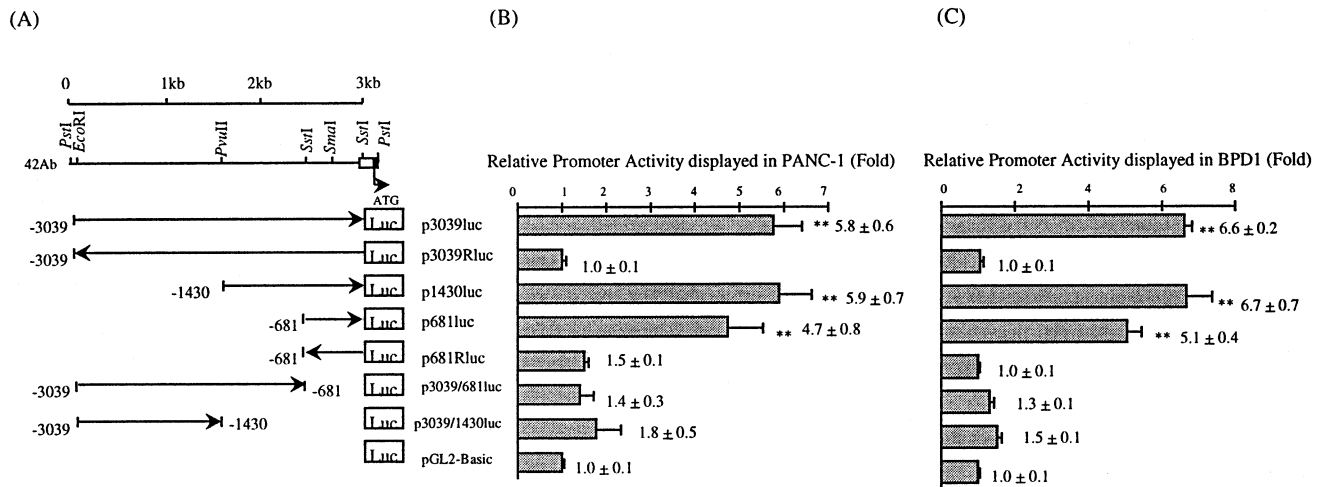 (A)
0 1kb 2kb 3kb
PstI EcoRI PvuII SstI SmaI SstI PstI
42Ab
ATG
-3039 Luc p3039luc
-3039 Luc p3039Rluc
-1430 Luc p1430luc
-681 Luc p681luc
-681 Luc p681Rluc
-3039 -681 Luc p3039/681luc
-3039 -1430 Luc p3039/1430luc
Luc pGL2-Basic
(B)
Relative Promoter Activity displayed in PANC-1 (Fold)
0 1 2 3 4 5 6 7
** 5.8 ± 0.6
1.0 ± 0.1
** 5.9 ± 0.7
** 4.7 ± 0.8
1.5 ± 0.1
1.4 ± 0.3
1.8 ± 0.5
1.0 ± 0.1
(C)
Relative Promoter Activity displayed in BPD1 (Fold)
0 2 4 6 8
** 6.6 ± 0.2
1.0 ± 0.1
** 6.7 ± 0.7
** 5.1 ± 0.4
1.0 ± 0.1
1.3 ± 0.1
1.5 ± 0.1
1.0 ± 0.1